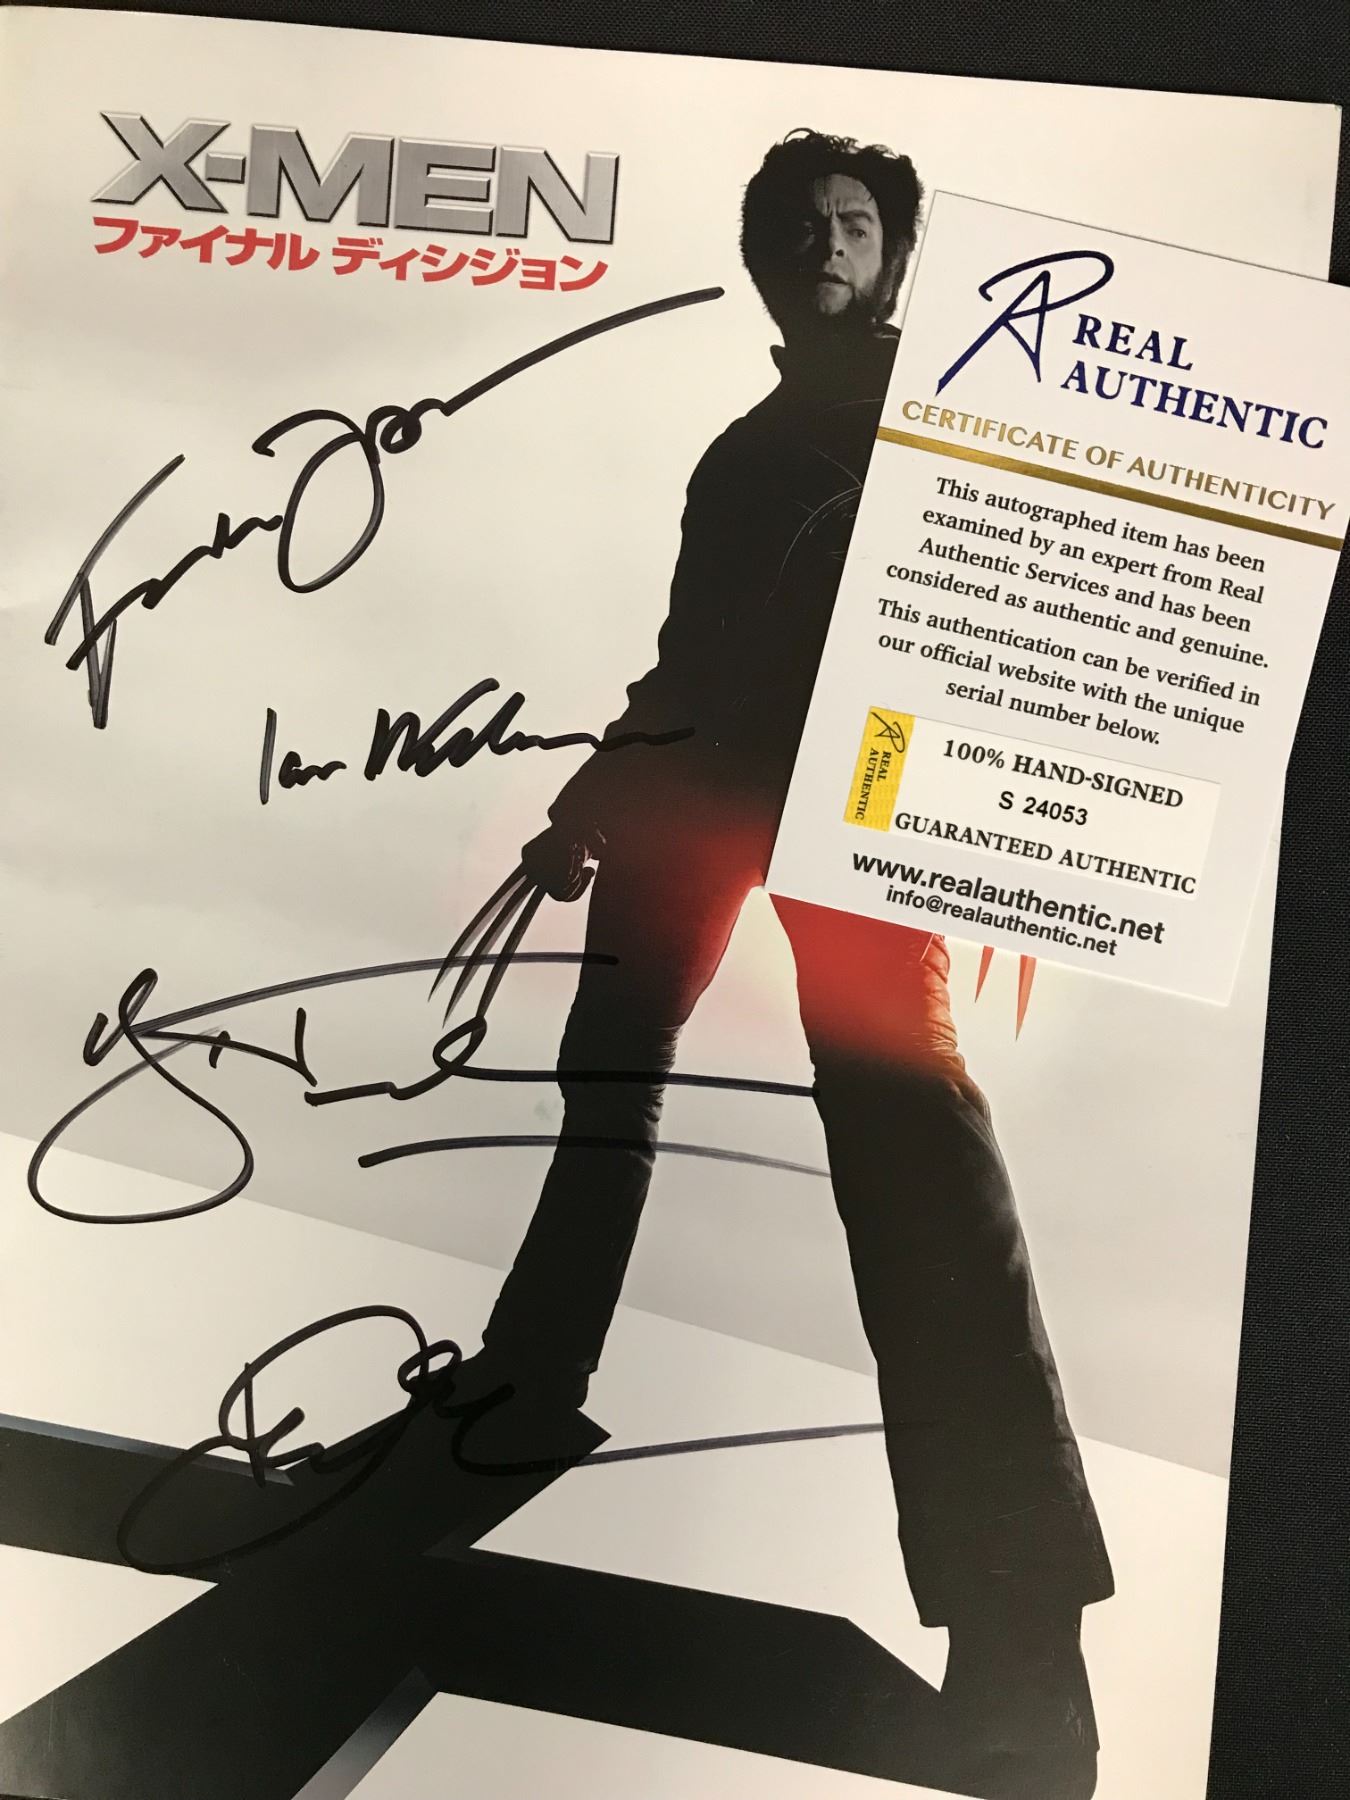 X-MEN
ファイナル ディシジョン
Ian McKellen
REAL
AUTHENTIC
CERTIFICATE OF AUTHENTICITY
This autographed item has been
examined by an expert from Real
Authentic Services and has been
considered as authentic and genuine.
This authentication can be verified in
our official website with the unique
serial number below.
REAL
AUTHENTIC
100% HAND-SIGNED
S 24053
GUARANTEED AUTHENTIC
www.realauthentic.net
info@realauthentic.net